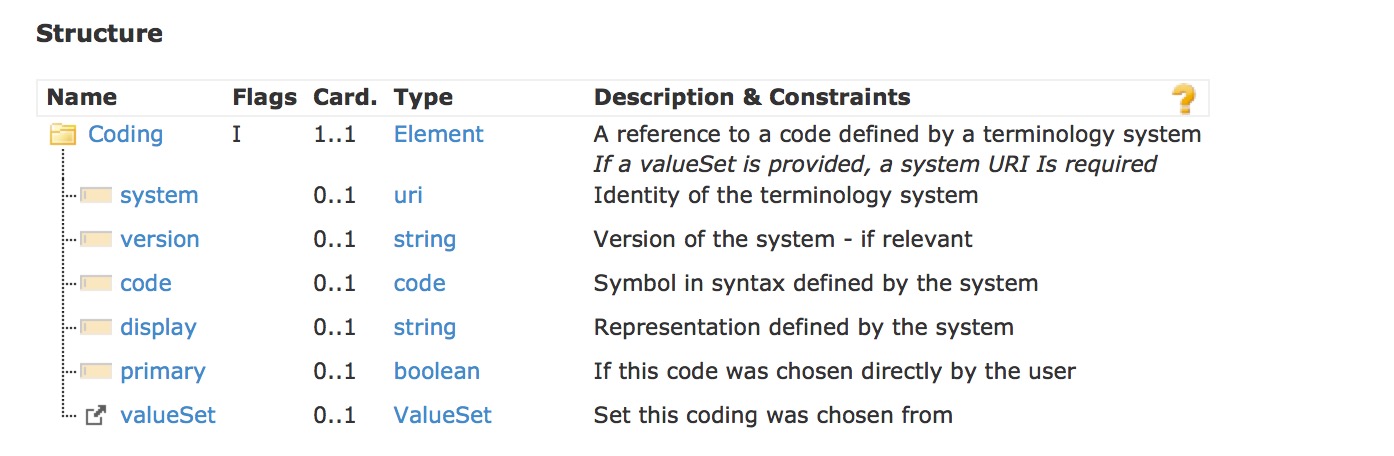 Structure
Name Flags Card. Type Description & Constraints ?
Coding I 1..1 Element A reference to a code defined by a terminology system
If a valueSet is provided, a system URI Is required
system 0..1 uri Identity of the terminology system
version 0..1 string Version of the system - if relevant
code 0..1 code Symbol in syntax defined by the system
display 0..1 string Representation defined by the system
primary 0..1 boolean If this code was chosen directly by the user
valueSet 0..1 ValueSet Set this coding was chosen from